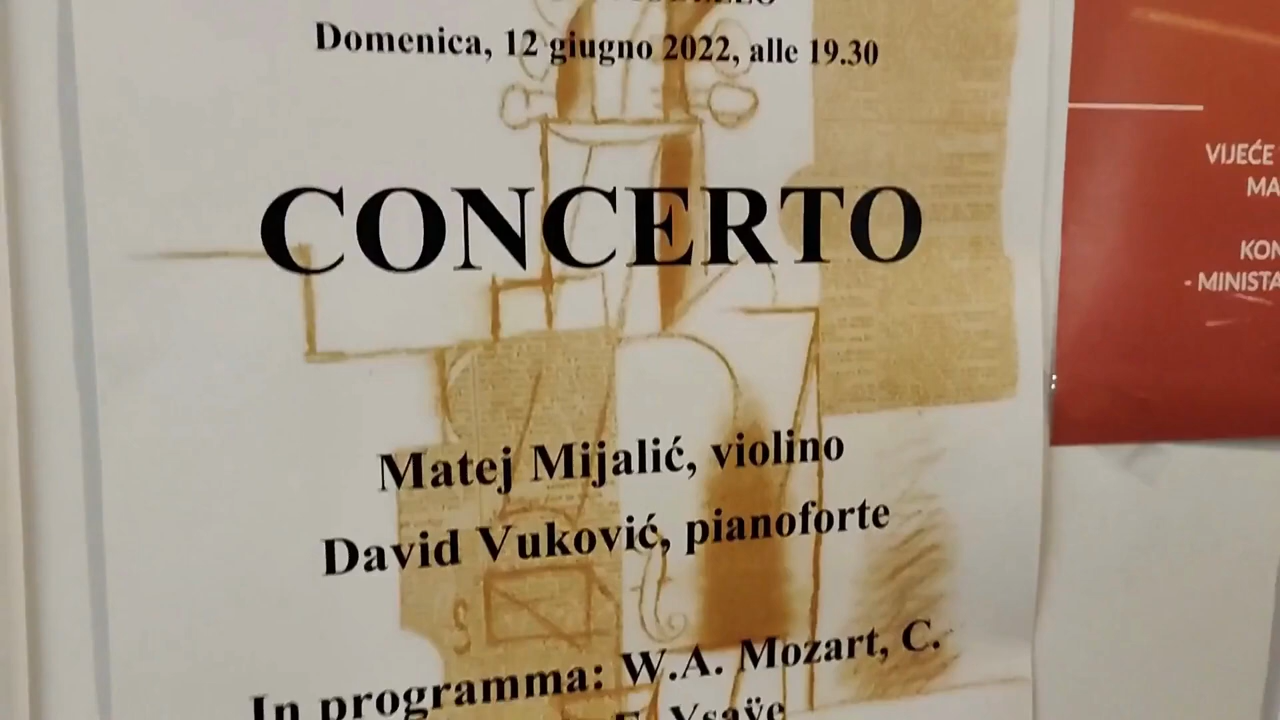 Domenica, 12 giugno 2022, alle 19.30
CONCERTO
Matej Mijalić, violino
David Vuković, pianoforte
In programma: W.A. Mozart, C.
E. Ysaÿe
VIJEĆE
MA
KON
- MINISTA